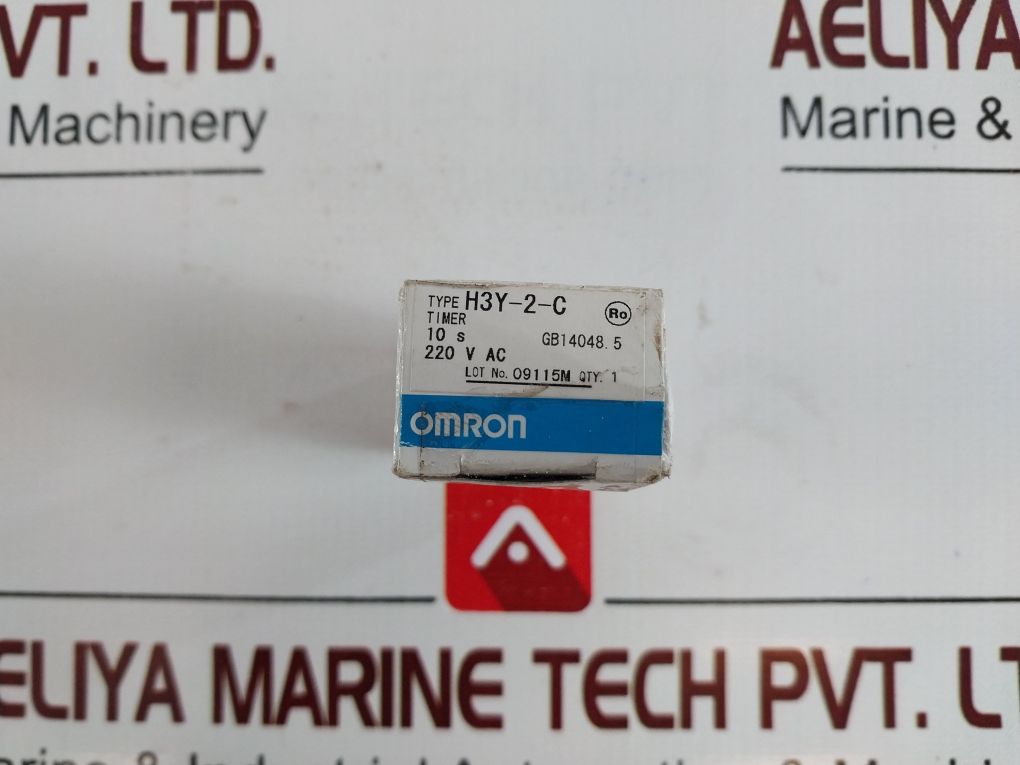 VT. LTD.
Machinery
AELIYA
Marine &
TYPE H3Y-2-C
Ro
TIMER
10 s
GB14048.5
220 V AC
LOT No. 09115M QTY. 1
OMRON
ELIYA MARINE TECH PVT. LT